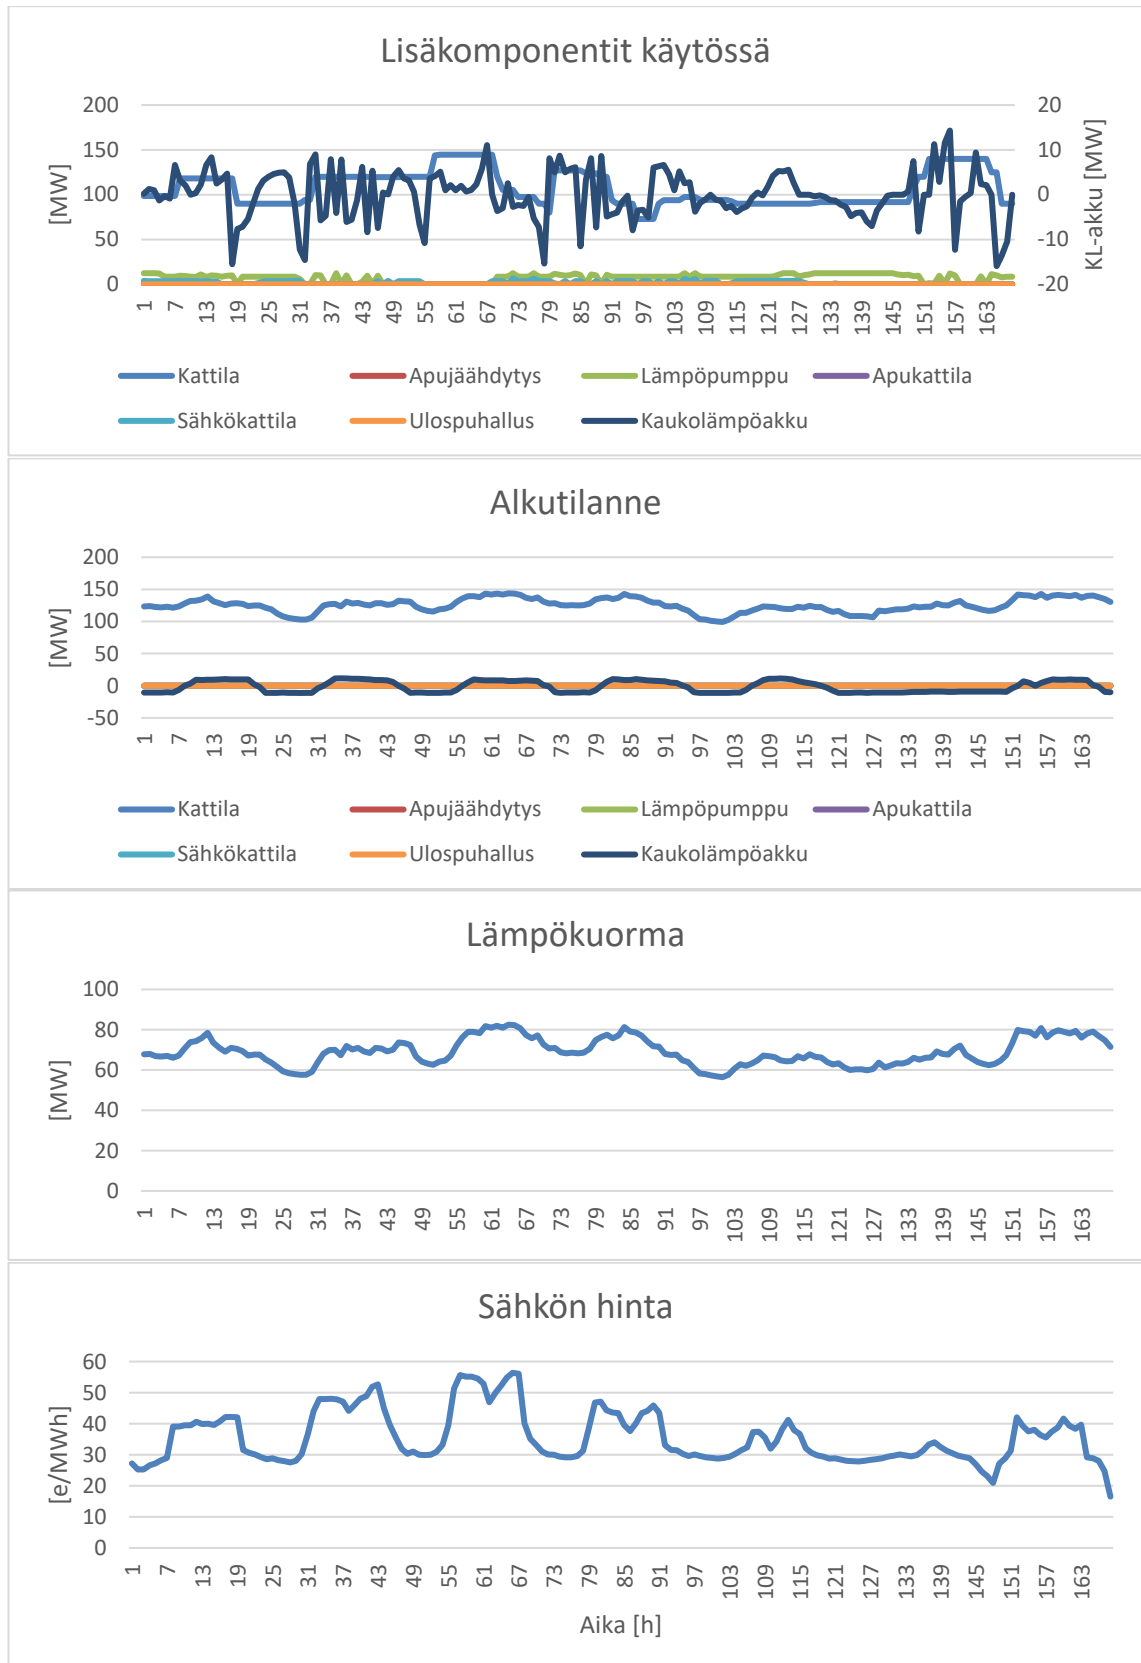 Lisäkomponentit käytössä
200
150
100
50
0
[MW]
20
10
0
-10
-20
KL-akku [MW]
1 7 13 19 25 31 37 43 49 55 61 67 73 79 85 91 97 103 109 115 121 127 133 139 145 151 157 163
Kattila Apujäähdytys Lämpöpumppu Apukattila
Sähkökattila Ulospuhallus Kaukolämpöakku
Alkutilanne
200
150
100
50
0
-50
[MW]
1 7 13 19 25 31 37 43 49 55 61 67 73 79 85 91 97 103 109 115 121 127 133 139 145 151 157 163
Kattila Apujäähdytys Lämpöpumppu Apukattila
Sähkökattila Ulospuhallus Kaukolämpöakku
Lämpökuorma
100
80
60
40
20
0
[MW]
1 7 13 19 25 31 37 43 49 55 61 67 73 79 85 91 97 103 109 115 121 127 133 139 145 151 157 163
Sähkön hinta
60
50
40
30
20
10
0
[e/MWh]
1 7 13 19 25 31 37 43 49 55 61 67 73 79 85 91 97 103 109 115 121 127 133 139 145 151 157 163
Aika [h]